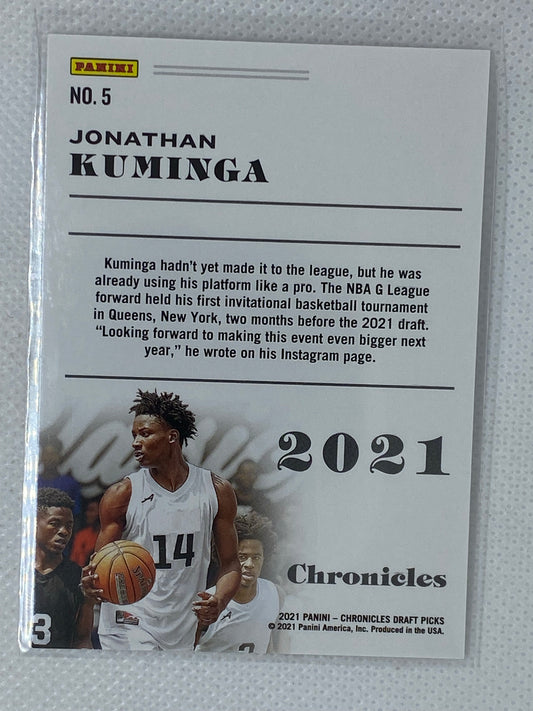 PANINI
NO. 5
JONATHAN
KUMINGA
Kuminga hadn't yet made it to the league, but he was
already using his platform like a pro. The NBA G League
forward held his first invitational basketball tournament
in Queens, New York, two months before the 2021 draft.
“Looking forward to making this event even bigger next
year,” he wrote on his Instagram page.
2021
14
Chronicles
3
2021 PANINI – CHRONICLES DRAFT PICKS
© 2021 Panini America, Inc. Produced in the USA.